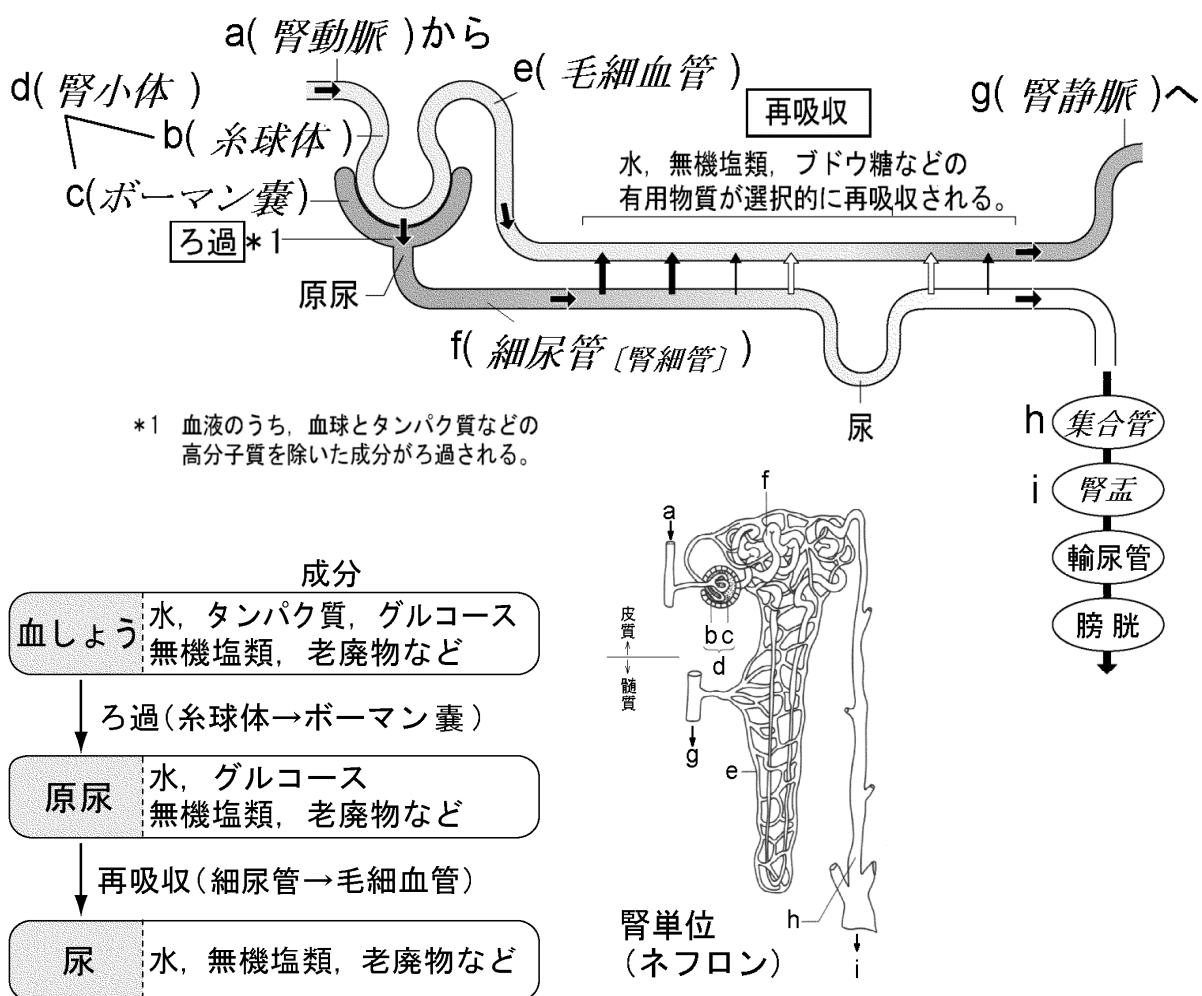 a( 腎動脈 )から
d( 腎小体 )
b( 糸球体 )
c(ボーマン嚢)
e( 毛細血管 )
g( 腎静脈 )へ
再吸収
水，無機塩類，ブドウ糖などの
有用物質が選択的に再吸収される。
ろ過*1
原尿
f( 細尿管〔腎細管〕)
尿
*1 血液のうち，血球とタンパク質などの
高分子質を除いた成分がろ過される。
h 集合管
i 腎盂
輸尿管
膀胱
成分
血しょう 水，タンパク質，グルコース
無機塩類，老廃物など
ろ過(糸球体→ボーマン嚢)
原尿 水，グルコース
無機塩類，老廃物など
再吸収(細尿管→毛細血管)
尿 水，無機塩類，老廃物など
f
a
b c
d
皮質
髄質
g
e
h
i
腎単位
(ネフロン)